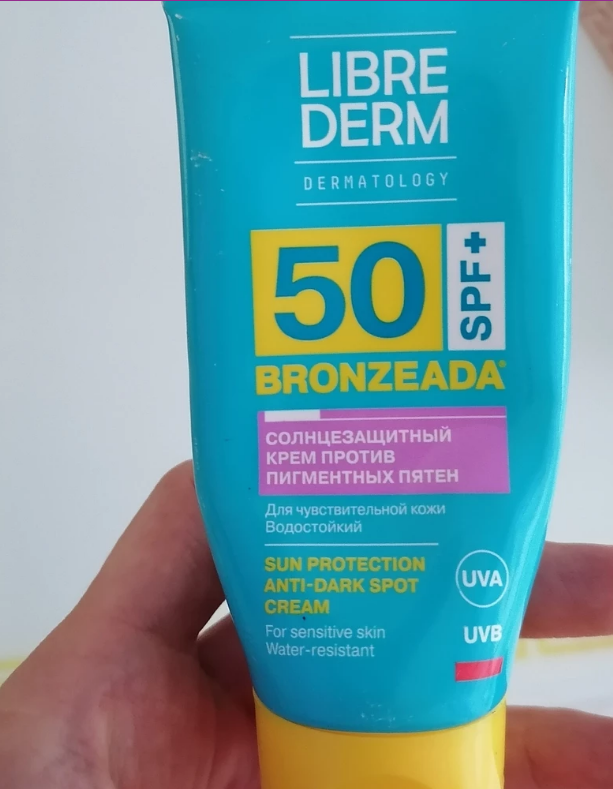 LIBRE
DERM
DERMATOLOGY
50 SPF+
BRONZEADA®
СОЛНЦЕЗАЩИТНЫЙ
КРЕМ ПРОТИВ
ПИГМЕНТНЫХ ПЯТЕН
Для чувствительной кожи
Водостойкий
SUN PROTECTION
ANTI-DARK SPOT
CREAM
UVA
For sensitive skin
Water-resistant
UVB